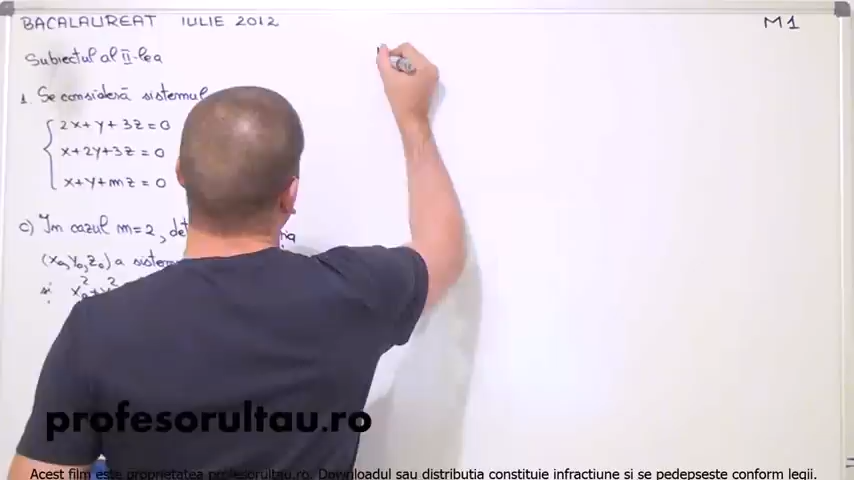 BACALAUREAT IULIE 2012 M1
Subiectul al II-lea
1. Se consideră sistemul
2x+y+3z=0
x+2y+3z=0
x+y+mz=0
c) În cazul m=2,
(x₀,y₀,z₀) a
și
profesorultau.ro
Acest film este proprietatea profesorultau.ro. Downloadul sau distributia constituie infractiune si se pedepseste conform legii.